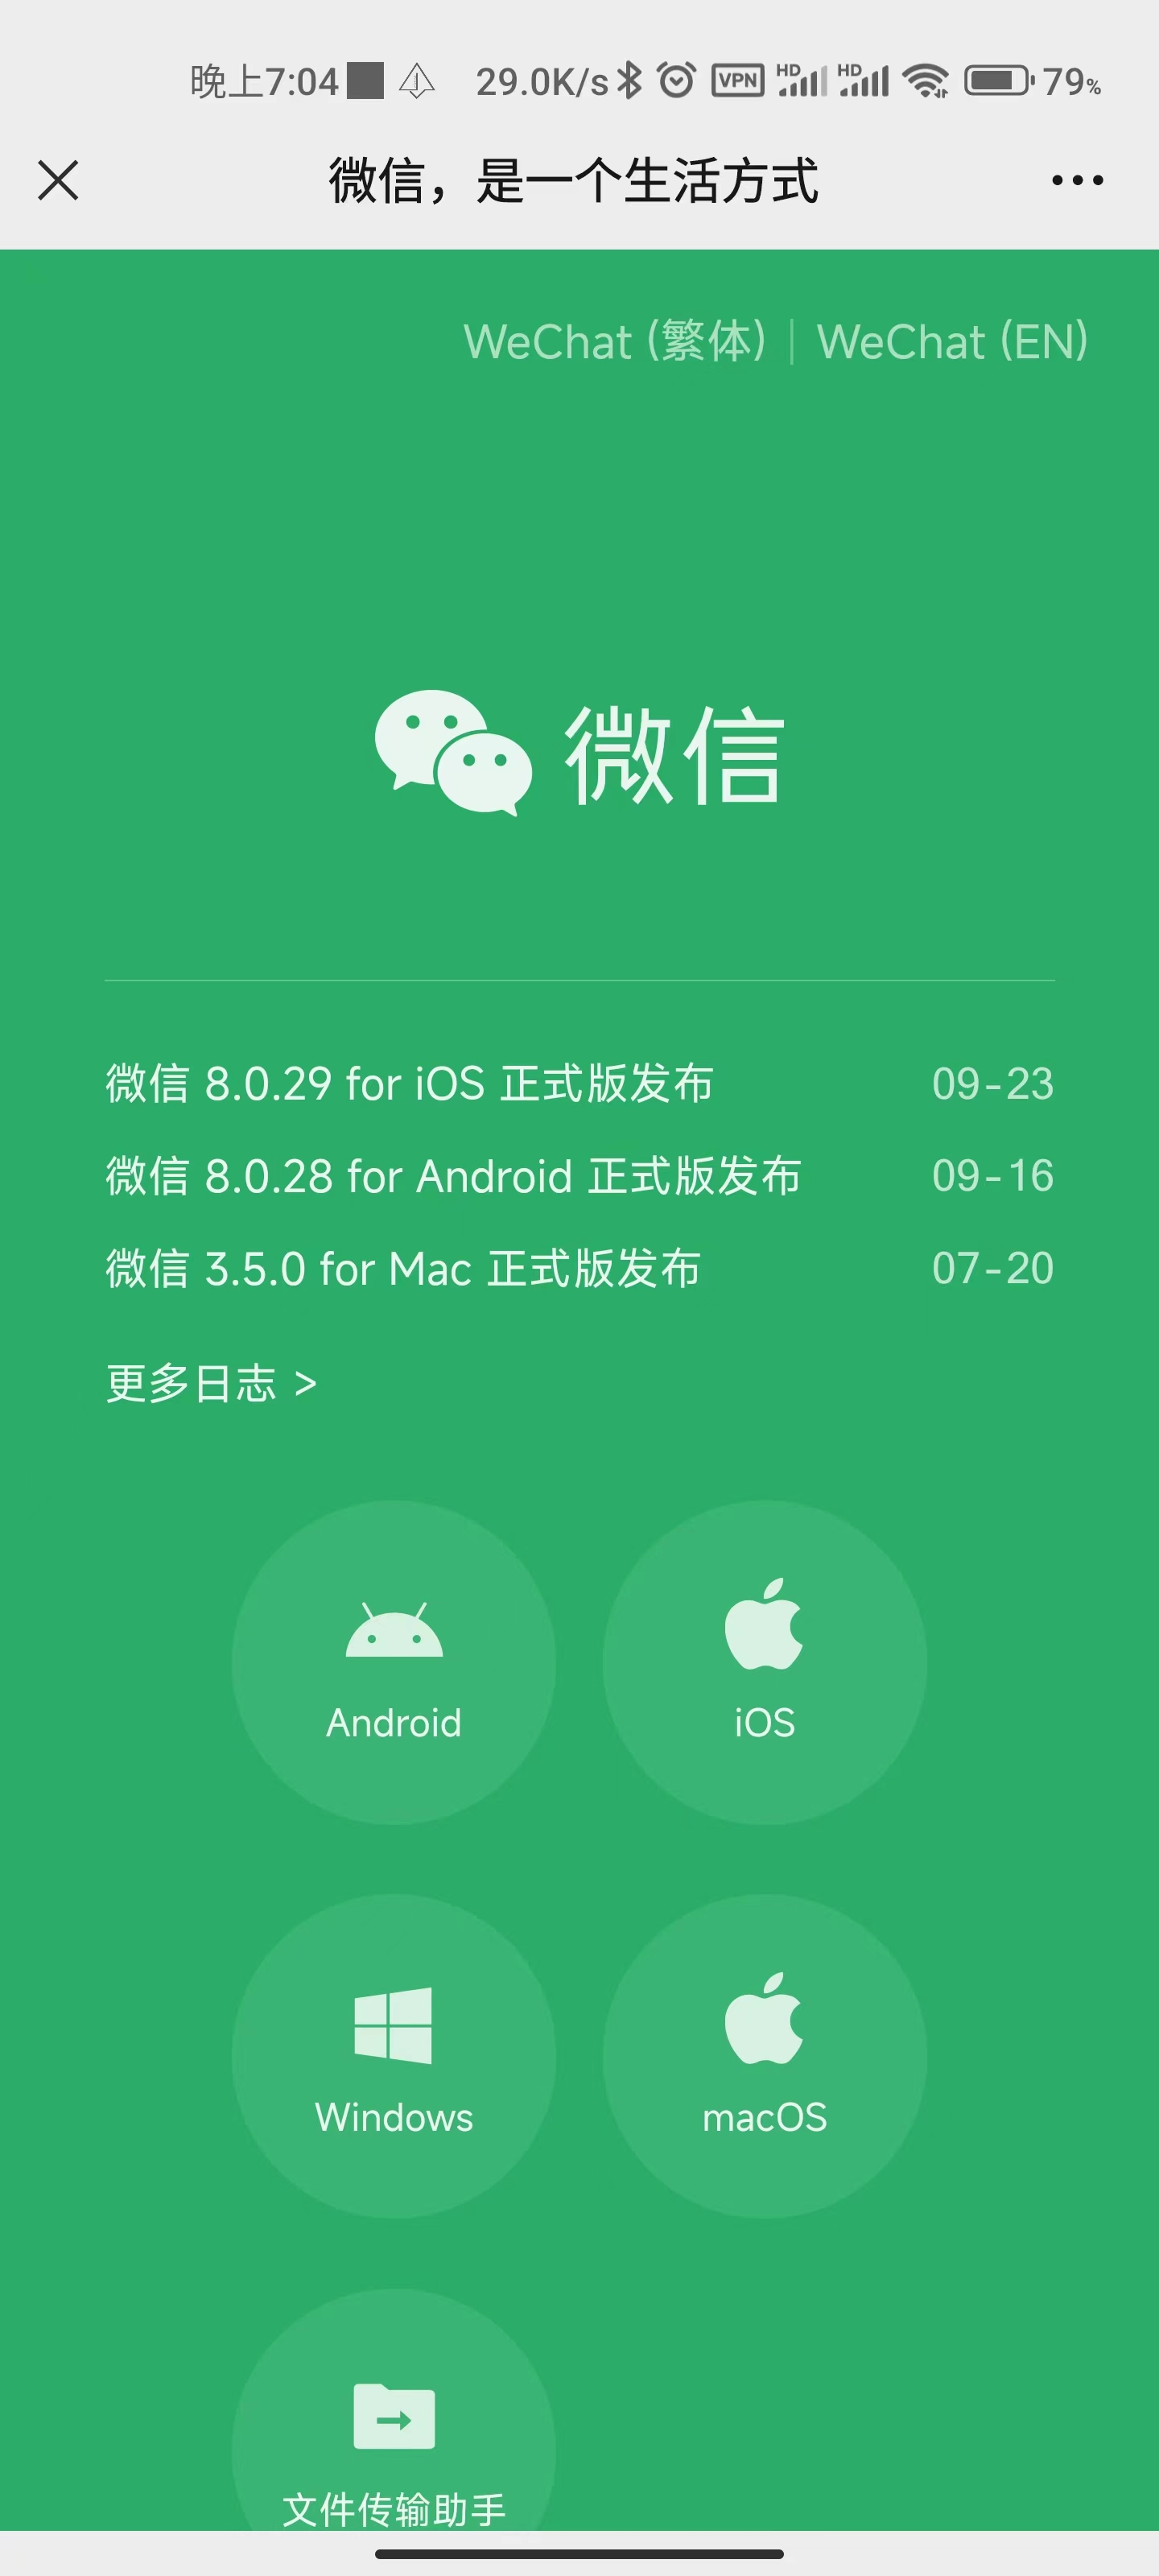 晚上7:04 29.0K/s VPN HD HD 79%
微信，是一个生活方式
WeChat (繁体) | WeChat (EN)
微信
微信 8.0.29 for iOS 正式版发布 09-23
微信 8.0.28 for Android 正式版发布 09-16
微信 3.5.0 for Mac 正式版发布 07-20
更多日志 >
Android iOS
Windows macOS
文件传输助手